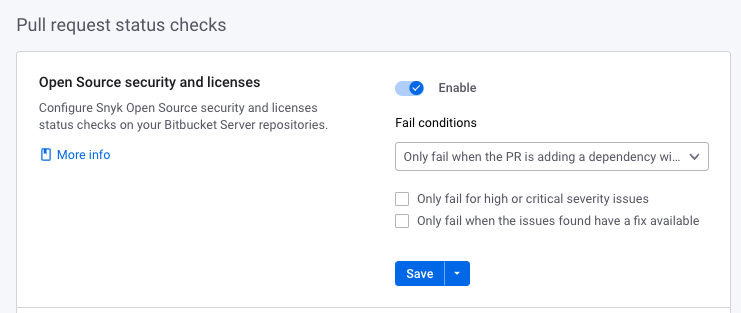 Pull request status checks
Open Source security and licenses
Configure Snyk Open Source security and licenses
status checks on your Bitbucket Server repositories.
More info
Enable
Fail conditions
Only fail when the PR is adding a dependency wi...
Only fail for high or critical severity issues
Only fail when the issues found have a fix available
Save